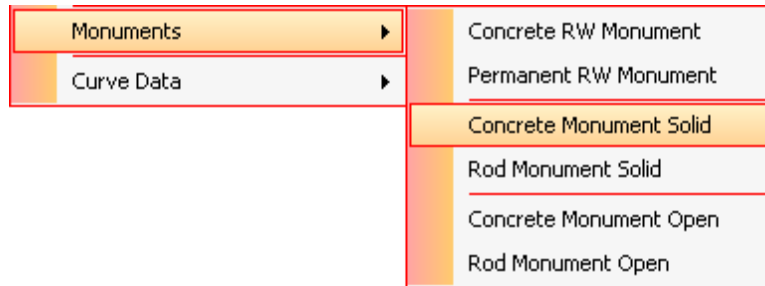 Monuments
Curve Data
Concrete RW Monument
Permanent RW Monument
Concrete Monument Solid
Rod Monument Solid
Concrete Monument Open
Rod Monument Open